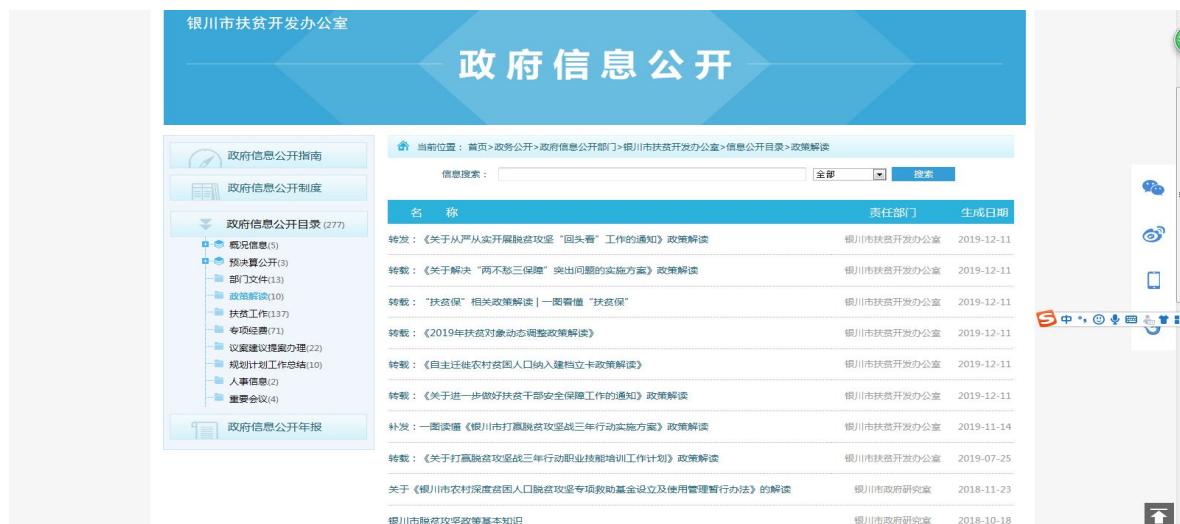 银川市扶贫开发办公室
政府信息公开
政府信息公开指南
政府信息公开制度
政府信息公开目录 (277)
概况信息(5)
预决算公开(3)
部门文件(13)
政策解读(10)
扶贫工作(137)
专项经费(71)
议案建议提案办理(22)
规划计划工作总结(10)
人事信息(2)
重要会议(4)
政府信息公开年报
当前位置：首页>政务公开>政府信息公开部门>银川市扶贫开发办公室>信息公开目录>政策解读
信息搜索： 全部 搜索
名 称 责任部门 生成日期
转发：《关于从严从实开展脱贫攻坚“回头看”工作的通知》政策解读 银川市扶贫开发办公室 2019-12-11
转载：《关于解决“两不愁三保障”突出问题的实施方案》政策解读 银川市扶贫开发办公室 2019-12-11
转载：“扶贫保”相关政策解读 | 一图看懂“扶贫保” 银川市扶贫开发办公室 2019-12-11
转载：《2019年扶贫对象动态调整政策解读》 银川市扶贫开发办公室 2019-12-11
转载：《自主迁徙农村贫困人口纳入建档立卡政策解读》 银川市扶贫开发办公室 2019-12-11
转载：《关于进一步做好扶贫干部安全保障工作的通知》政策解读 银川市扶贫开发办公室 2019-12-11
补发：一图读懂《银川市打赢脱贫攻坚战三年行动实施方案》政策解读 银川市扶贫开发办公室 2019-11-14
转载：《关于打赢脱贫攻坚战三年行动职业技能培训工作计划》政策解读 银川市扶贫开发办公室 2019-07-25
关于《银川市农村深度贫困人口脱贫攻坚专项救助基金设立及使用管理暂行办法》的解读 银川市政府研究室 2018-11-23
银川市脱贫攻坚政策基本知识 银川市政府研究室 2018-10-18
中